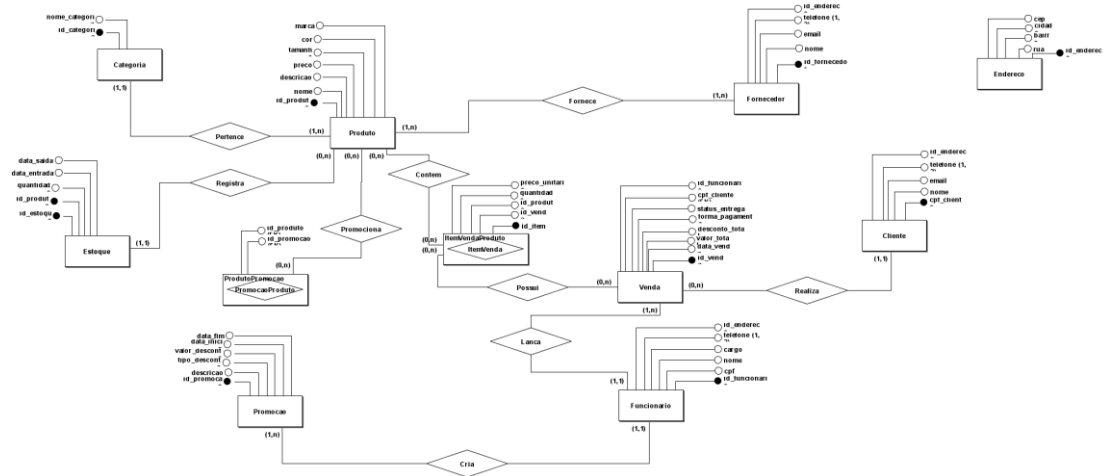 nome_categori
id_categori
Categoria
(1,1)
Pertence
marca
cor
tamanh
preco
descricao
nome
id_produt
(1,n)
Produto
(1,n)
(0,n)
(0,n)
(0,n)
Fornece
(1,n)
id_enderec
telefone (1,
email
nome
id_fornecedo
Fornecedor
cep
cidad
bairr
rua
id_enderec
Endereco
data_saida
data_entrada
quantidad
id_produt
id_estoqu
Estoque
(1,1)
Registra
Contem
Promociona
id_produto
id_promocao
(0,n)
ProdutoPromocao
PromocaoProduto
preco_unitari
quantidad
id_produt
id_vend
id_item
(0,n)
(0,n)
ItemVendaProduto
ItemVenda
Possui
(0,n)
id_funcionari
cpf_cliente
status_entrega
forma_pagament
desconto_tota
valor_tota
data_vend
id_vend
Venda
(0,n)
(1,n)
Realiza
id_enderec
telefone (1,
email
nome
cpf_client
Cliente
(1,1)
Lanca
(1,1)
id_enderec
telefone (1,
cargo
nome
cpf
id_funcionari
Funcionario
(1,1)
data_fim
data_inici
valor_descont
tipo_descont
descricao
id_promoca
Promocao
(1,n)
Cria